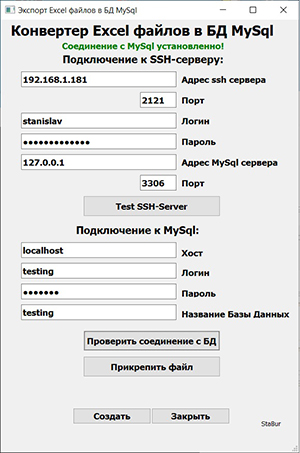 Экспорт Excel файлов в БД MySql
Конвертер Excel файлов в БД MySql
Соединение с MySql установленно!
Подключение к SSH-серверу:
192.168.1.181 Адрес ssh сервера
2121 Порт
stanislav Логин
●●●●●●●●●●●●● Пароль
127.0.0.1 Адрес MySql сервера
3306 Порт
Test SSH-Server
Подключение к MySql:
localhost Хост
testing Логин
●●●●●●● Пароль
testing Название Базы Данных
Проверить соединение с БД
Прикрепить файл
Создать Закрыть
StaBur